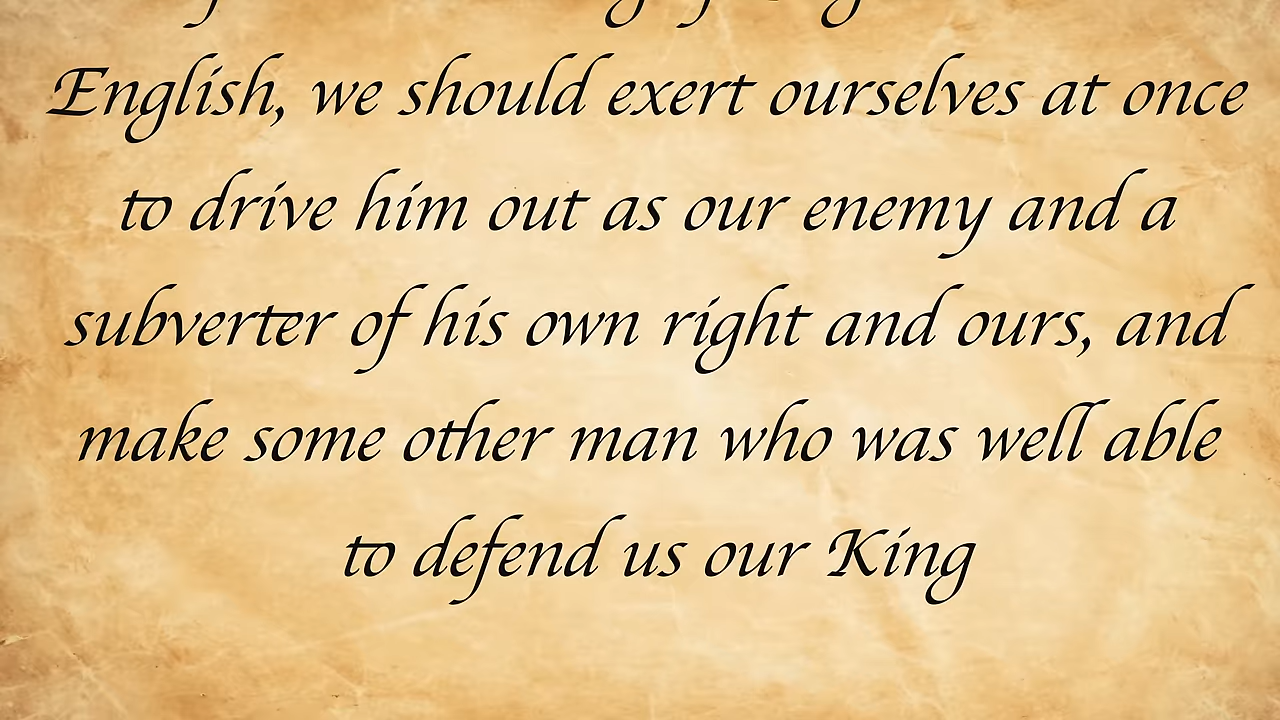 English, we should exert ourselves at once
to drive him out as our enemy and a
subverter of his own right and ours, and
make some other man who was well able
to defend us our King